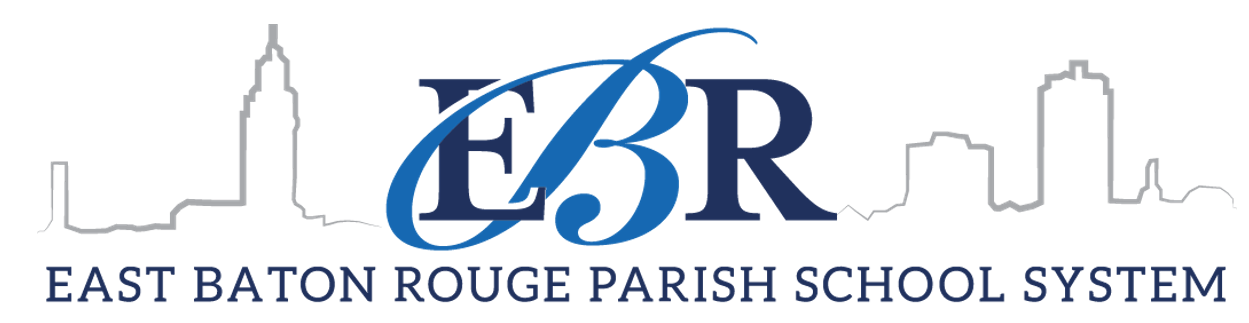 EBR
EAST BATON ROUGE PARISH SCHOOL SYSTEM